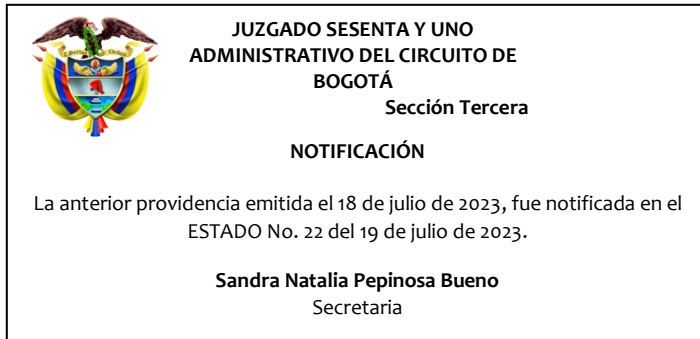 JUZGADO SESENTA Y UNO
ADMINISTRATIVO DEL CIRCUITO DE
BOGOTÁ
Sección Tercera
NOTIFICACIÓN
La anterior providencia emitida el 18 de julio de 2023, fue notificada en el
ESTADO No. 22 del 19 de julio de 2023.
Sandra Natalia Pepinosa Bueno
Secretaria